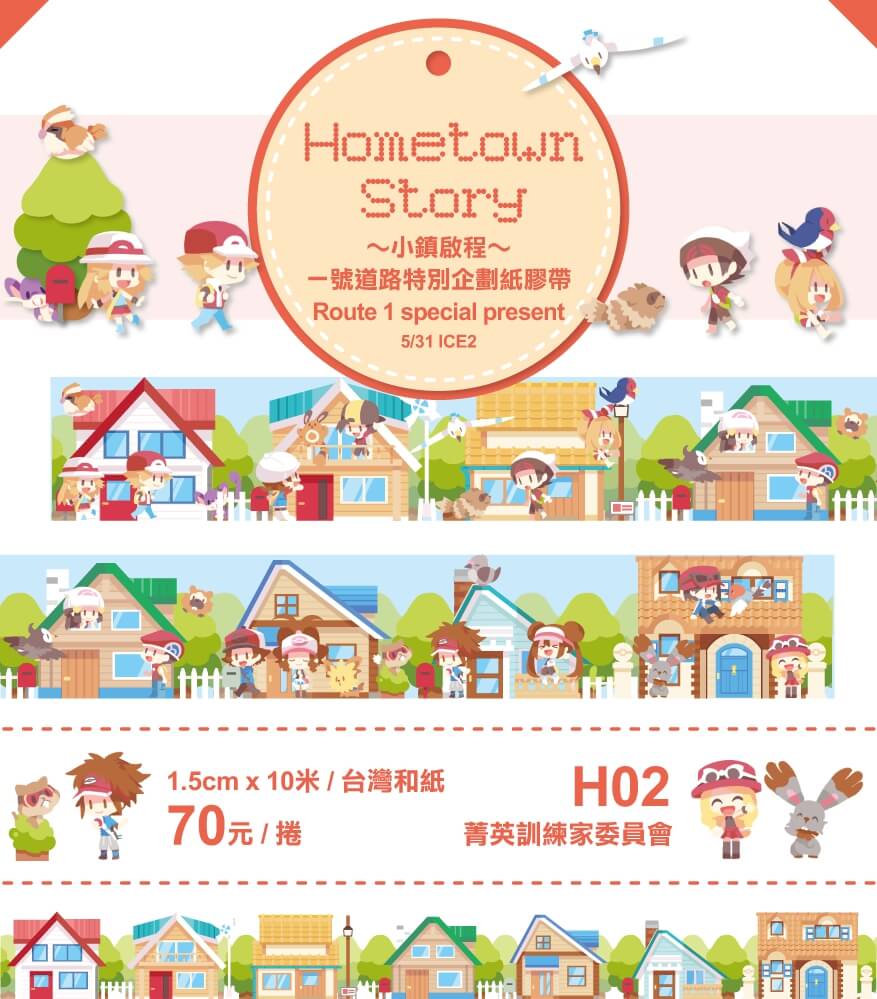 Hometown
Story
～小鎮啟程～
一號道路特別企劃紙膠帶
Route 1 special present
5/31 ICE2
1.5cm x 10米 / 台灣和紙
70元 / 捲
H02
菁英訓練家委員會